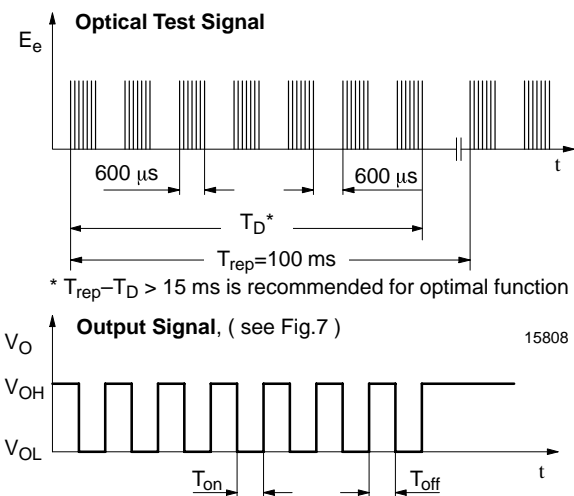 Optical Test Signal
Ee
600 μs
600 μs
t
TD*
Trep=100 ms
* Trep–TD > 15 ms is recommended for optimal function
Output Signal, ( see Fig.7 )
15808
VO
VOH
VOL
t
Ton
Toff